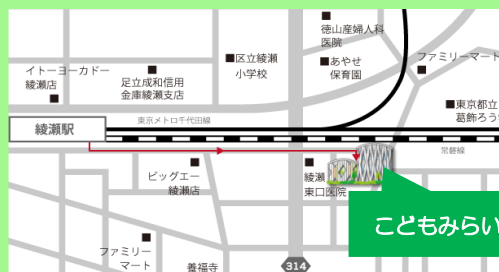 徳山産婦人科
医院
■区立綾瀬
小学校
■あやせ
保育園
ファミリーマート
イトーヨーカドー
綾瀬店
足立成和信用
金庫綾瀬支店
■東京都立
葛飾ろう
東京メトロ千代田線
綾瀬駅
常磐線
ビッグエー
綾瀬店
綾瀬
東口医院
こどもみらい
ファミリー
マート
養福寺
314